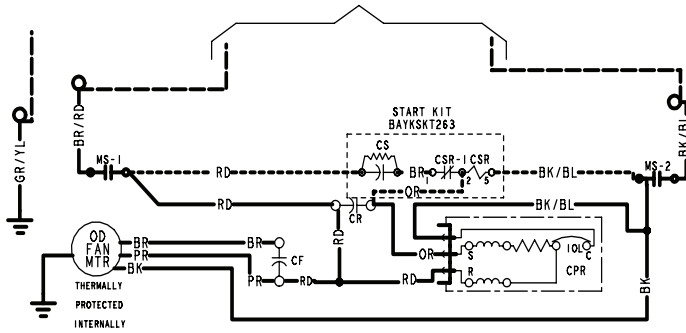 START KIT
BAYKSKT263
BR/RD
GR/YL
BK/BL
MS-1
RD
CS
BR
1
CSR-1
CSR
2
5
BK/BL
MS-2
OR
RD
CR
BK/BL
RD
OD
FAN
MTR
BR
PR
BK
BR
PR
CF
RD
OR
RD
S
R
IOL
C
CPR
BK
THERMALLY
PROTECTED
INTERNALLY